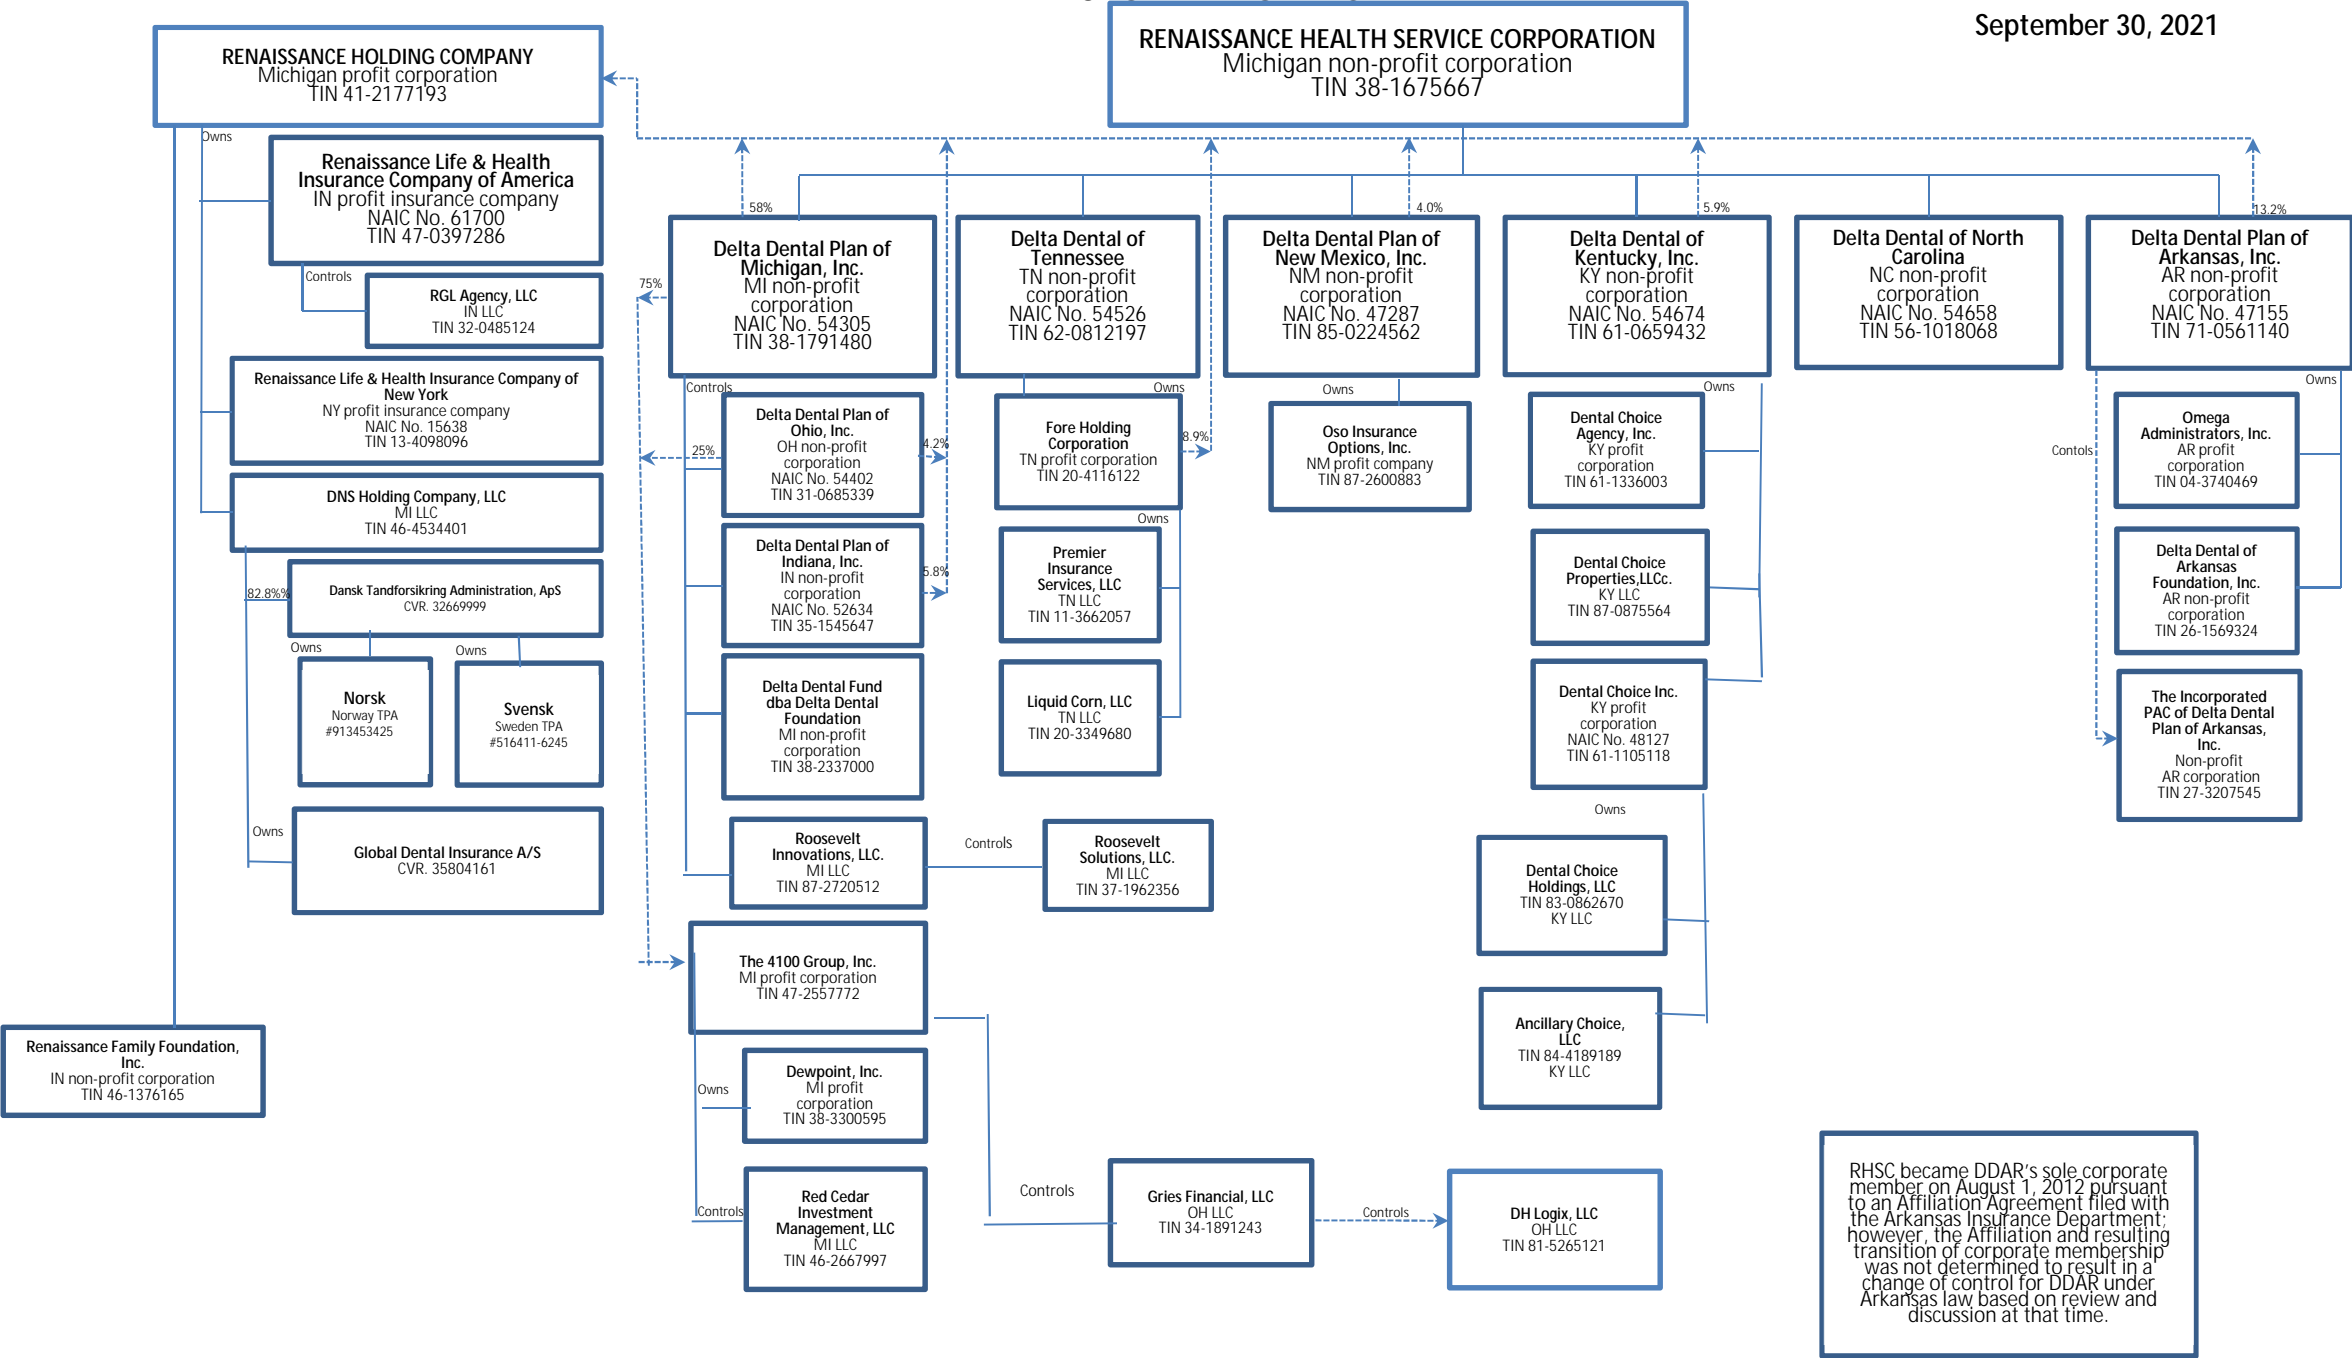 September 30, 2021
RENAISSANCE HOLDING COMPANY
Michigan profit corporation
TIN 41-2177193
RENAISSANCE HEALTH SERVICE CORPORATION
Michigan non-profit corporation
TIN 38-1675667
Owns
Renaissance Life & Health
Insurance Company of America
IN profit insurance company
NAIC No. 61700
TIN 47-0397286
Controls
RGL Agency, LLC
IN LLC
TIN 32-0485124
Renaissance Life & Health Insurance Company of
New York
NY profit insurance company
NAIC No. 15638
TIN 13-4098096
DNS Holding Company, LLC
MI LLC
TIN 46-4534401
82.8%%
Dansk Tandforsikring Administration, ApS
CVR. 32669999
Owns
Owns
Norsk
Norway TPA
#913453425
Svensk
Sweden TPA
#516411-6245
Owns
Global Dental Insurance A/S
CVR. 35804161
Renaissance Family Foundation,
Inc.
IN non-profit corporation
TIN 46-1376165
58%
75%
Delta Dental Plan of
Michigan, Inc.
MI non-profit
corporation
NAIC No. 54305
TIN 38-1791480
Controls
Delta Dental Plan of
Ohio, Inc.
OH non-profit
corporation
NAIC No. 54402
TIN 31-0685339
25%
4.2%
Delta Dental Plan of
Indiana, Inc.
IN non-profit
corporation
NAIC No. 52634
TIN 35-1545647
5.8%
Delta Dental Fund
dba Delta Dental
Foundation
MI non-profit
corporation
TIN 38-2337000
Roosevelt
Innovations, LLC.
MI LLC
TIN 87-2720512
Controls
Roosevelt
Solutions, LLC.
MI LLC
TIN 37-1962356
The 4100 Group, Inc.
MI profit corporation
TIN 47-2557772
Owns
Dewpoint, Inc.
MI profit
corporation
TIN 38-3300595
Controls
Red Cedar
Investment
Management, LLC
MI LLC
TIN 46-2667997
Controls
Gries Financial, LLC
OH LLC
TIN 34-1891243
Controls
DH Logix, LLC
OH LLC
TIN 81-5265121
Delta Dental of
Tennessee
TN non-profit
corporation
NAIC No. 54526
TIN 62-0812197
Owns
Fore Holding
Corporation
TN profit corporation
TIN 20-4116122
8.9%
Owns
Premier
Insurance
Services, LLC
TN LLC
TIN 11-3662057
Liquid Corn, LLC
TN LLC
TIN 20-3349680
4.0%
Delta Dental Plan of
New Mexico, Inc.
NM non-profit
corporation
NAIC No. 47287
TIN 85-0224562
Owns
Oso Insurance
Options, Inc.
NM profit company
TIN 87-2600883
5.9%
Delta Dental of
Kentucky, Inc.
KY non-profit
corporation
NAIC No. 54674
TIN 61-0659432
Owns
Dental Choice
Agency, Inc.
KY profit
corporation
TIN 61-1336003
Dental Choice
Properties,LLCc.
KY LLC
TIN 87-0875564
Dental Choice Inc.
KY profit
corporation
NAIC No. 48127
TIN 61-1105118
Owns
Dental Choice
Holdings, LLC
TIN 83-0862670
KY LLC
Ancillary Choice,
LLC
TIN 84-4189189
KY LLC
Delta Dental of North
Carolina
NC non-profit
corporation
NAIC No. 54658
TIN 56-1018068
13.2%
Delta Dental Plan of
Arkansas, Inc.
AR non-profit
corporation
NAIC No. 47155
TIN 71-0561140
Owns
Contols
Omega
Administrators, Inc.
AR profit
corporation
TIN 04-3740469
Delta Dental of
Arkansas
Foundation, Inc.
AR non-profit
corporation
TIN 26-1569324
The Incorporated
PAC of Delta Dental
Plan of Arkansas,
Inc.
Non-profit
AR corporation
TIN 27-3207545
RHSC became DDAR's sole corporate
member on August 1, 2012 pursuant
to an Affiliation Agreement filed with
the Arkansas Insurance Department;
however, the Affiliation and resulting
transition of corporate membership
was not determined to result in a
change of control for DDAR under
Arkansas law based on review and
discussion at that time.